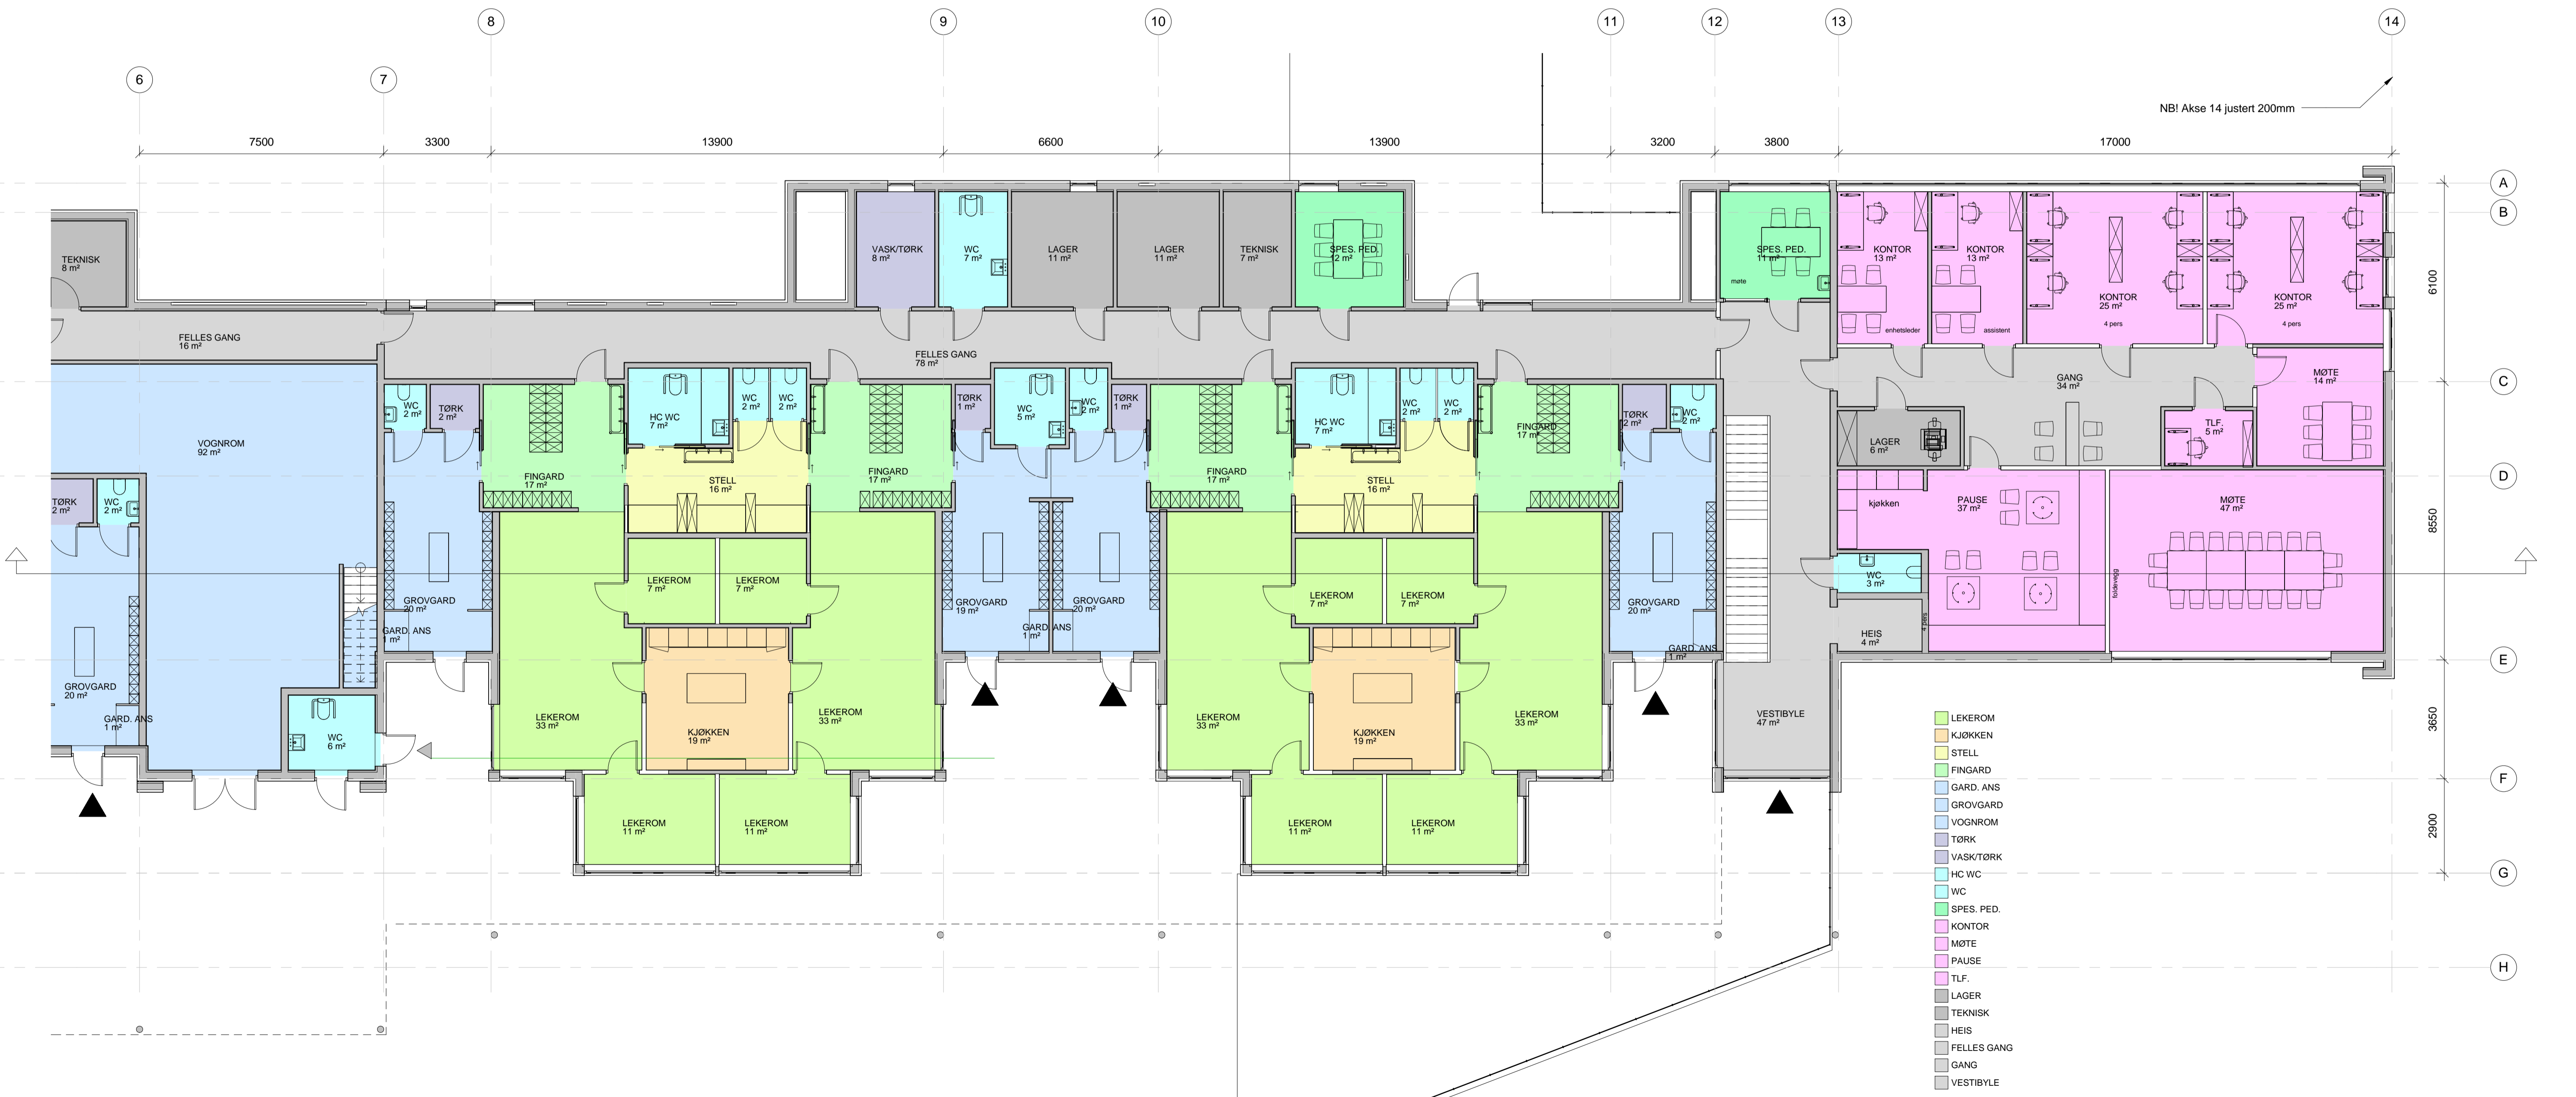 8
9
10
11
12
13
14
6
7
NB! Akse 14 justert 200mm
7500
3300
13900
6600
13900
3200
3800
17000
A
B
C
D
E
F
G
H
6100
8550
3650
2900
TEKNISK
8 m²
VASK/TØRK
8 m²
WC
7 m²
LAGER
11 m²
LAGER
11 m²
TEKNISK
7 m²
SPES. PED.
12 m²
SPES. PED.
11 m²
møte
KONTOR
13 m²
enhetsleder
KONTOR
13 m²
assistent
KONTOR
25 m²
4 pers
KONTOR
25 m²
4 pers
FELLES GANG
16 m²
FELLES GANG
78 m²
GANG
34 m²
MØTE
14 m²
VOGNROM
92 m²
WC
2 m²
TØRK
2 m²
FINGARD
17 m²
HC WC
7 m²
WC
2 m²
WC
2 m²
STELL
16 m²
FINGARD
17 m²
TØRK
1 m²
WC
5 m²
WC
2 m²
TØRK
1 m²
FINGARD
17 m²
HC WC
7 m²
WC
2 m²
WC
2 m²
STELL
16 m²
FINGARD
17 m²
TØRK
2 m²
WC
2 m²
LAGER
6 m²
TLF.
5 m²
TØRK
2 m²
WC
2 m²
kjøkken
PAUSE
37 m²
MØTE
47 m²
foldevegg
WC
3 m²
HEIS
4 m²
4 pers
GROVGARD
20 m²
GARD. ANS
1 m²
GROVGARD
20 m²
GARD. ANS
1 m²
LEKEROM
7 m²
LEKEROM
7 m²
GROVGARD
19 m²
GARD. ANS
1 m²
GROVGARD
20 m²
LEKEROM
7 m²
LEKEROM
7 m²
GROVGARD
20 m²
GARD. ANS
1 m²
WC
6 m²
LEKEROM
33 m²
KJØKKEN
19 m²
LEKEROM
33 m²
LEKEROM
33 m²
KJØKKEN
19 m²
LEKEROM
33 m²
VESTIBYLE
47 m²
LEKEROM
11 m²
LEKEROM
11 m²
LEKEROM
11 m²
LEKEROM
11 m²
LEKEROM
KJØKKEN
STELL
FINGARD
GARD. ANS
GROVGARD
VOGNROM
TØRK
VASK/TØRK
HC WC
WC
SPES. PED.
KONTOR
MØTE
PAUSE
TLF.
LAGER
TEKNISK
HEIS
FELLES GANG
GANG
VESTIBYLE